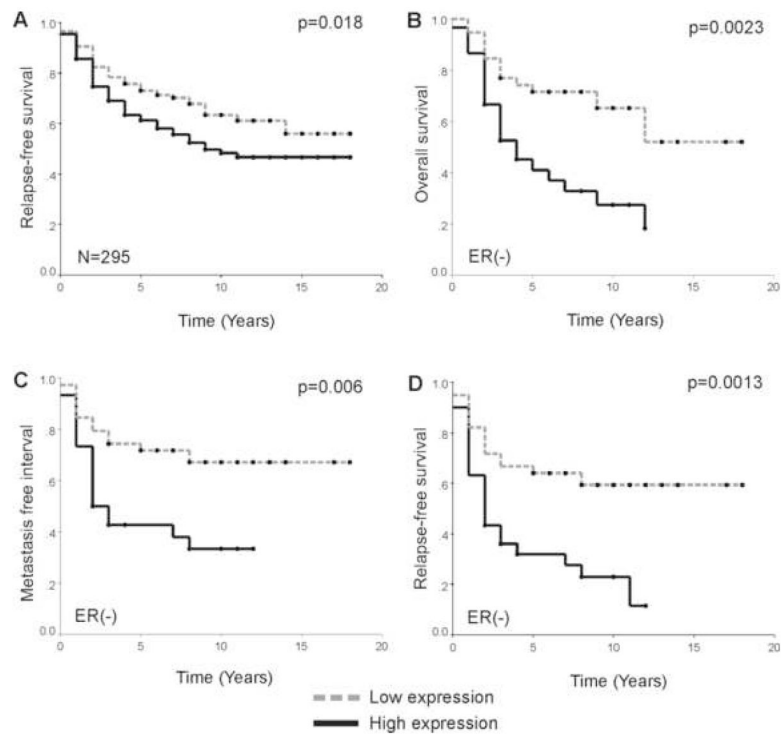 A
p=0.018
Relapse-free survival
1.0
.8
.6
.4
.2
0.0
N=295
0 5 10 15 20
Time (Years)
B
p=0.0023
Overall survival
1.0
.8
.6
.4
.2
0.0
ER(-)
0 5 10 15 20
Time (Years)
C
p=0.006
Metastasis free interval
1.0
.8
.6
.4
.2
0.0
ER(-)
0 5 10 15 20
Time (Years)
D
p=0.0013
Relapse-free survival
1.0
.8
.6
.4
.2
0.0
ER(-)
0 5 10 15 20
Time (Years)
Low expression
High expression